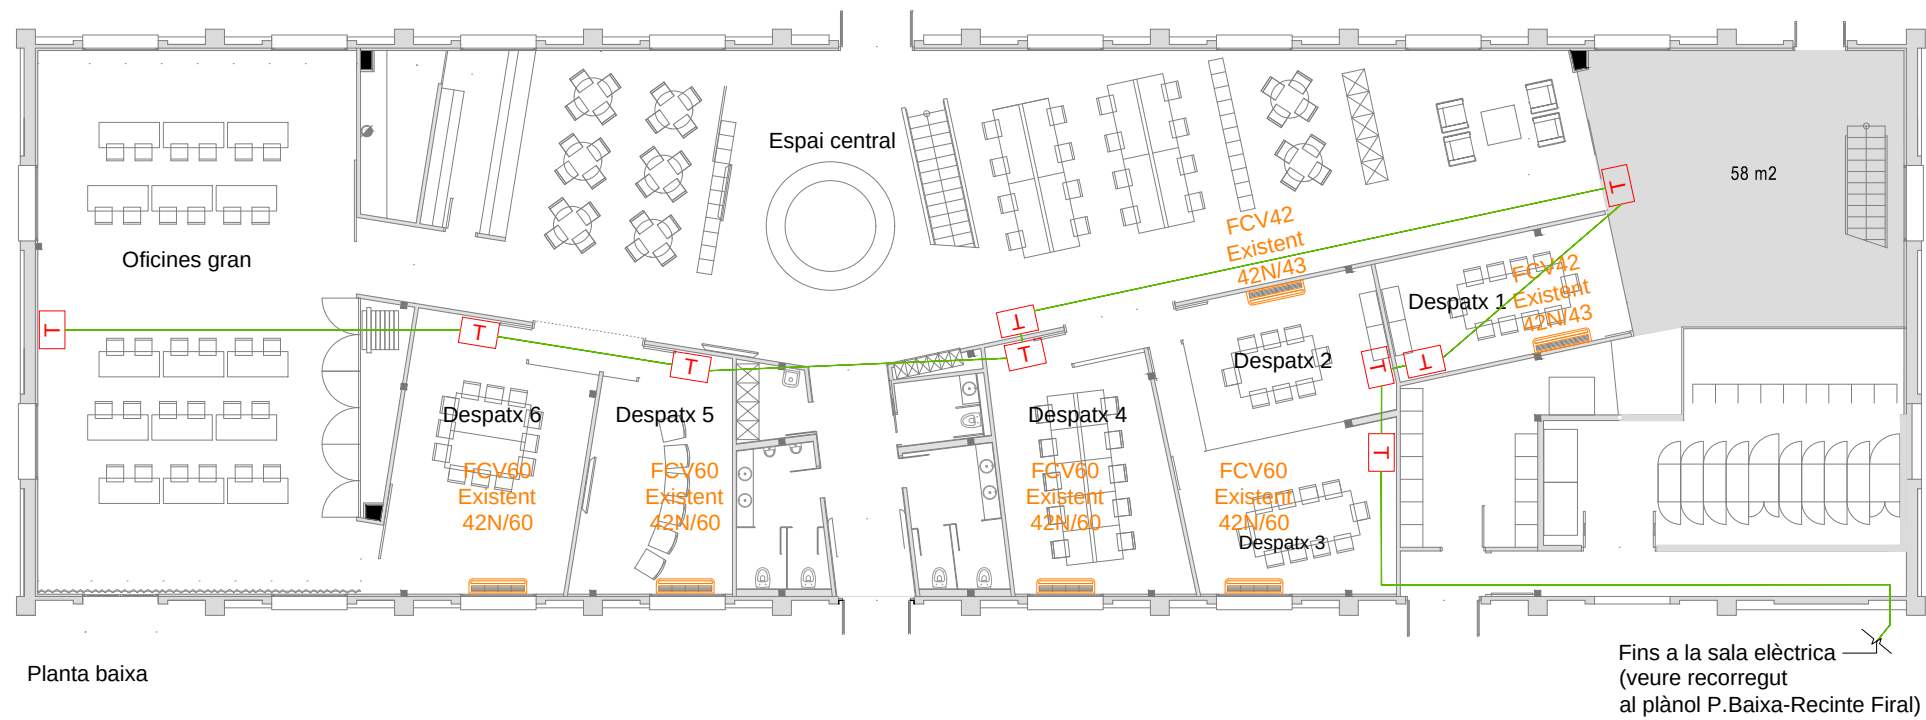 Espai central
58 m2
T
FCV42
Existent
42N/43
Oficines gran
FCV42
Existent
42N/43
Despatx 1
T
T
T
T
T
T
T
T
Despatx 2
Despatx 6
Despatx 5
Despatx 4
T
FCV60
Existent
42N/60
FCV60
Existent
42N/60
FCV60
Existent
42N/60
FCV60
Existent
42N/60
Despatx 3
Planta baixa
Fins a la sala elèctrica
(veure recorregut
al plànol P.Baixa-Recinte Firal)